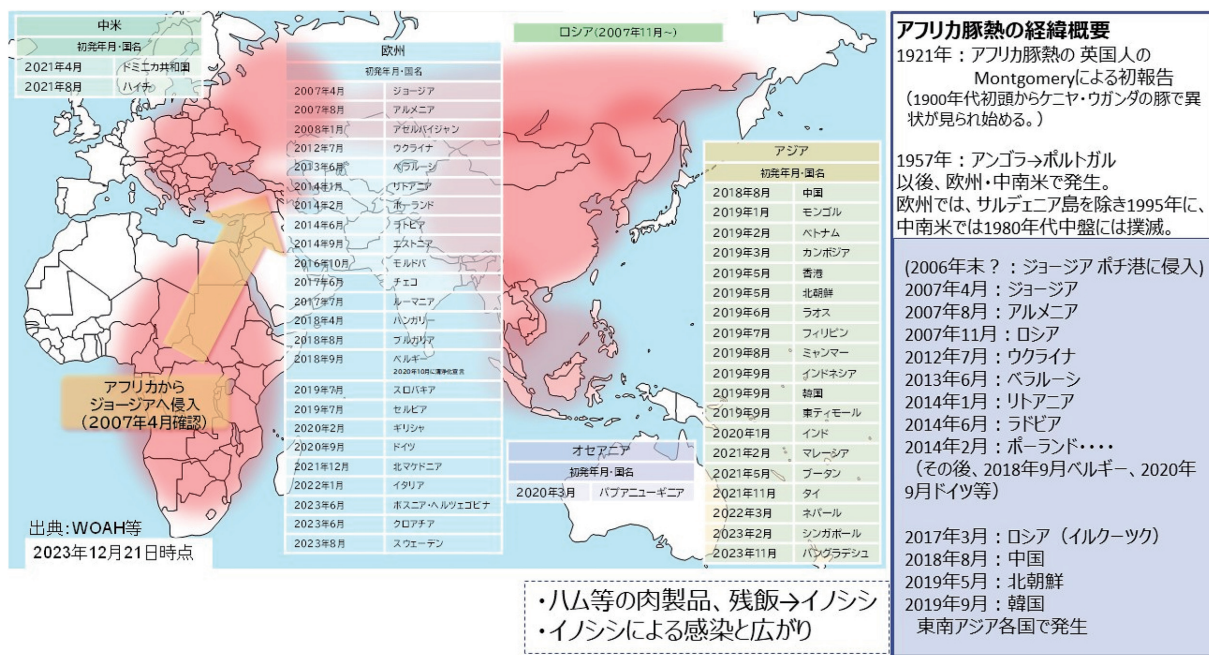 中米
初発年月・国名
2021年4月 ドミニカ共和国
2021年8月 ハイチ
欧州
初発年月・国名
2007年4月 ジョージア
2007年8月 アルメニア
2008年1月 アゼルバイジャン
2012年7月 ウクライナ
2013年6月 ベラルーシ
2014年1月 リトアニア
2014年2月 ポーランド
2014年6月 ラトビア
2014年9月 エストニア
2016年10月 モルドバ
2017年6月 チェコ
2017年7月 ルーマニア
2018年4月 ハンガリー
2018年8月 ブルガリア
2018年9月 ベルギー
2020年10月に清浄化宣言
2019年7月 スロバキア
2019年7月 セルビア
2020年2月 ギリシャ
2020年9月 ドイツ
2021年12月 北マケドニア
2022年1月 イタリア
2023年6月 ボスニア・ヘルツェゴビナ
2023年6月 クロアチア
2023年8月 スウェーデン
ロシア(2007年11月~)
アジア
初発年月・国名
2018年8月 中国
2019年1月 モンゴル
2019年2月 ベトナム
2019年3月 カンボジア
2019年5月 香港
2019年5月 北朝鮮
2019年6月 ラオス
2019年7月 フィリピン
2019年8月 ミャンマー
2019年9月 インドネシア
2019年9月 韓国
2019年9月 東ティモール
2020年1月 インド
2021年2月 マレーシア
2021年5月 ブータン
2021年11月 タイ
2022年3月 ネパール
2023年2月 シンガポール
2023年11月 バングラデシュ
オセアニア
初発年月・国名
2020年3月 パプアニューギニア
アフリカから
ジョージアへ侵入
(2007年4月確認)
出典:WOAH等
2023年12月21日時点
・ハム等の肉製品、残飯→イノシシ
・イノシシによる感染と広がり
アフリカ豚熱の経緯概要
1921年:アフリカ豚熱の 英国人の
Montgomeryによる初報告
(1900年代初頭からケニヤ・ウガンダの豚で異
状が見られ始める。)
1957年:アンゴラ→ポルトガル
以後、欧州・中南米で発生。
欧州では、サルデェニア島を除き1995年に、
中南米では1980年代中盤には撲滅。
(2006年末?:ジョージア ポチ港に侵入)
2007年4月:ジョージア
2007年8月:アルメニア
2007年11月:ロシア
2012年7月:ウクライナ
2013年6月:ベラルーシ
2014年1月:リトアニア
2014年6月:ラドビア
2014年2月:ポーランド・・・・
(その後、2018年9月ベルギー、2020年
9月ドイツ等)
2017年3月:ロシア(イルクーツク)
2018年8月:中国
2019年5月:北朝鮮
2019年9月:韓国
東南アジア各国で発生